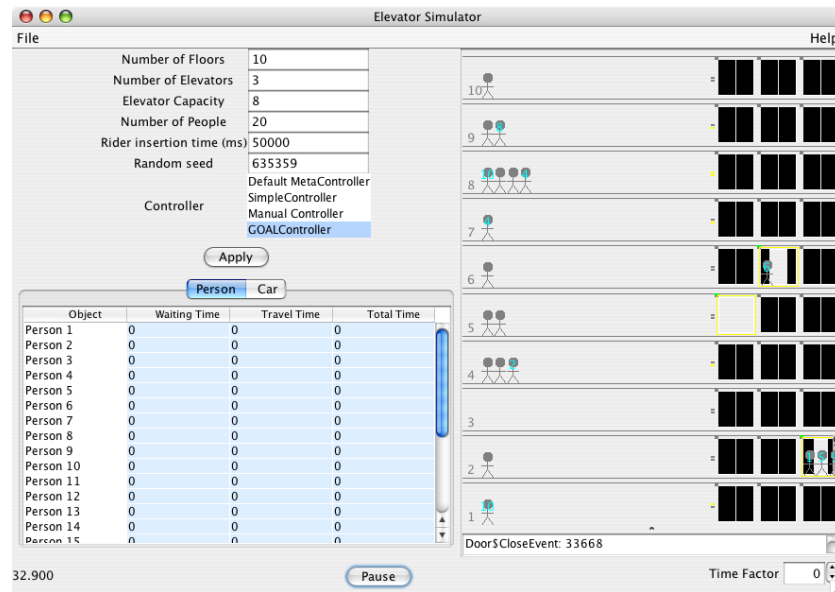 Elevator Simulator
File
Help
Number of Floors 10
Number of Elevators 3
Elevator Capacity 8
Number of People 20
Rider insertion time (ms) 50000
Random seed 635359
Controller
Default MetaController
SimpleController
Manual Controller
GOALController
Apply
Person Car
Object Waiting Time Travel Time Total Time
Person 1 0 0 0
Person 2 0 0 0
Person 3 0 0 0
Person 4 0 0 0
Person 5 0 0 0
Person 6 0 0 0
Person 7 0 0 0
Person 8 0 0 0
Person 9 0 0 0
Person 10 0 0 0
Person 11 0 0 0
Person 12 0 0 0
Person 13 0 0 0
Person 14 0 0 0
Person 15 0 0 0
10
9
8
7
6
5
4
3
2
1
Door$CloseEvent: 33668
32.900
Pause
Time Factor 0